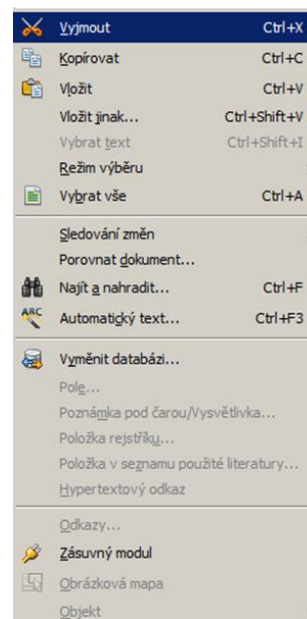 Vyjmout Ctrl+X
Kopírovat Ctrl+C
Vložit Ctrl+V
Vložit jinak... Ctrl+Shift+V
Vybrat text Ctrl+Shift+I
Režim výběru
Vybrat vše Ctrl+A
Sledování změn
Porovnat dokument...
Najít a nahradit... Ctrl+F
ABC
Automatický text... Ctrl+F3
Vyměnit databázi...
Pole...
Poznámka pod čarou/Vysvětlivka...
Položka rejstříku...
Položka v seznamu použité literatury...
Hypertextový odkaz
Odkazy...
Zásuvný modul
Obrázková mapa
Objekt